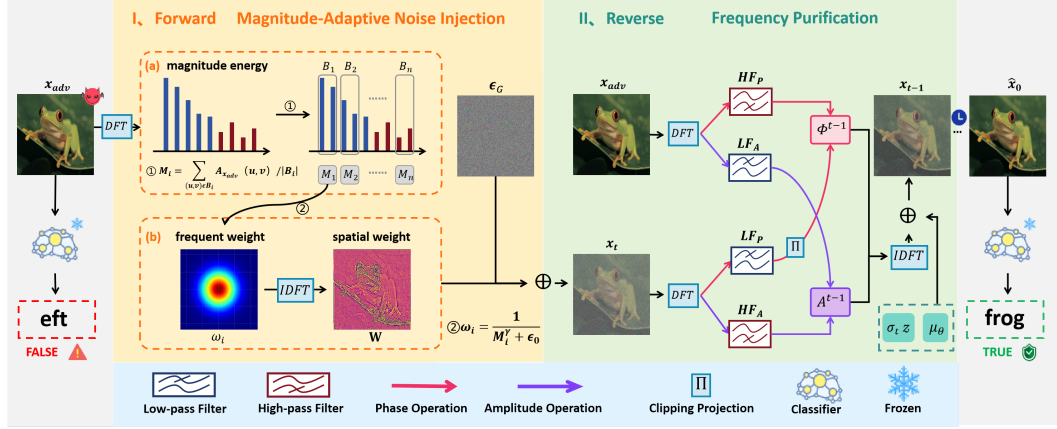 I、 Forward Magnitude-Adaptive Noise Injection
II、 Reverse Frequency Purification
x_adv
DFT
eft
FALSE
(a) magnitude energy
①
B_1 B_2 B_n
.......
M_1 M_2 ...... M_n
① M_i = ∑_{(u,v)∈B_i} A_{x_adv} (u, v) /|B_i|
②
(b) frequent weight
spatial weight
IDFT
ω_i
W
ϵ_G
⊕
②ω_i = 1 / (M_i^γ + ϵ_0)
x_adv
DFT
HF_P
LF_A
x_t
DFT
LF_P
Π
HF_A
Φ^{t−1}
A^{t−1}
x_{t−1}
⊕
IDFT
σ_t z
μ_θ
...
x̂_0
frog
TRUE
Low-pass Filter
High-pass Filter
Phase Operation
Amplitude Operation
Π
Clipping Projection
Classifier
Frozen